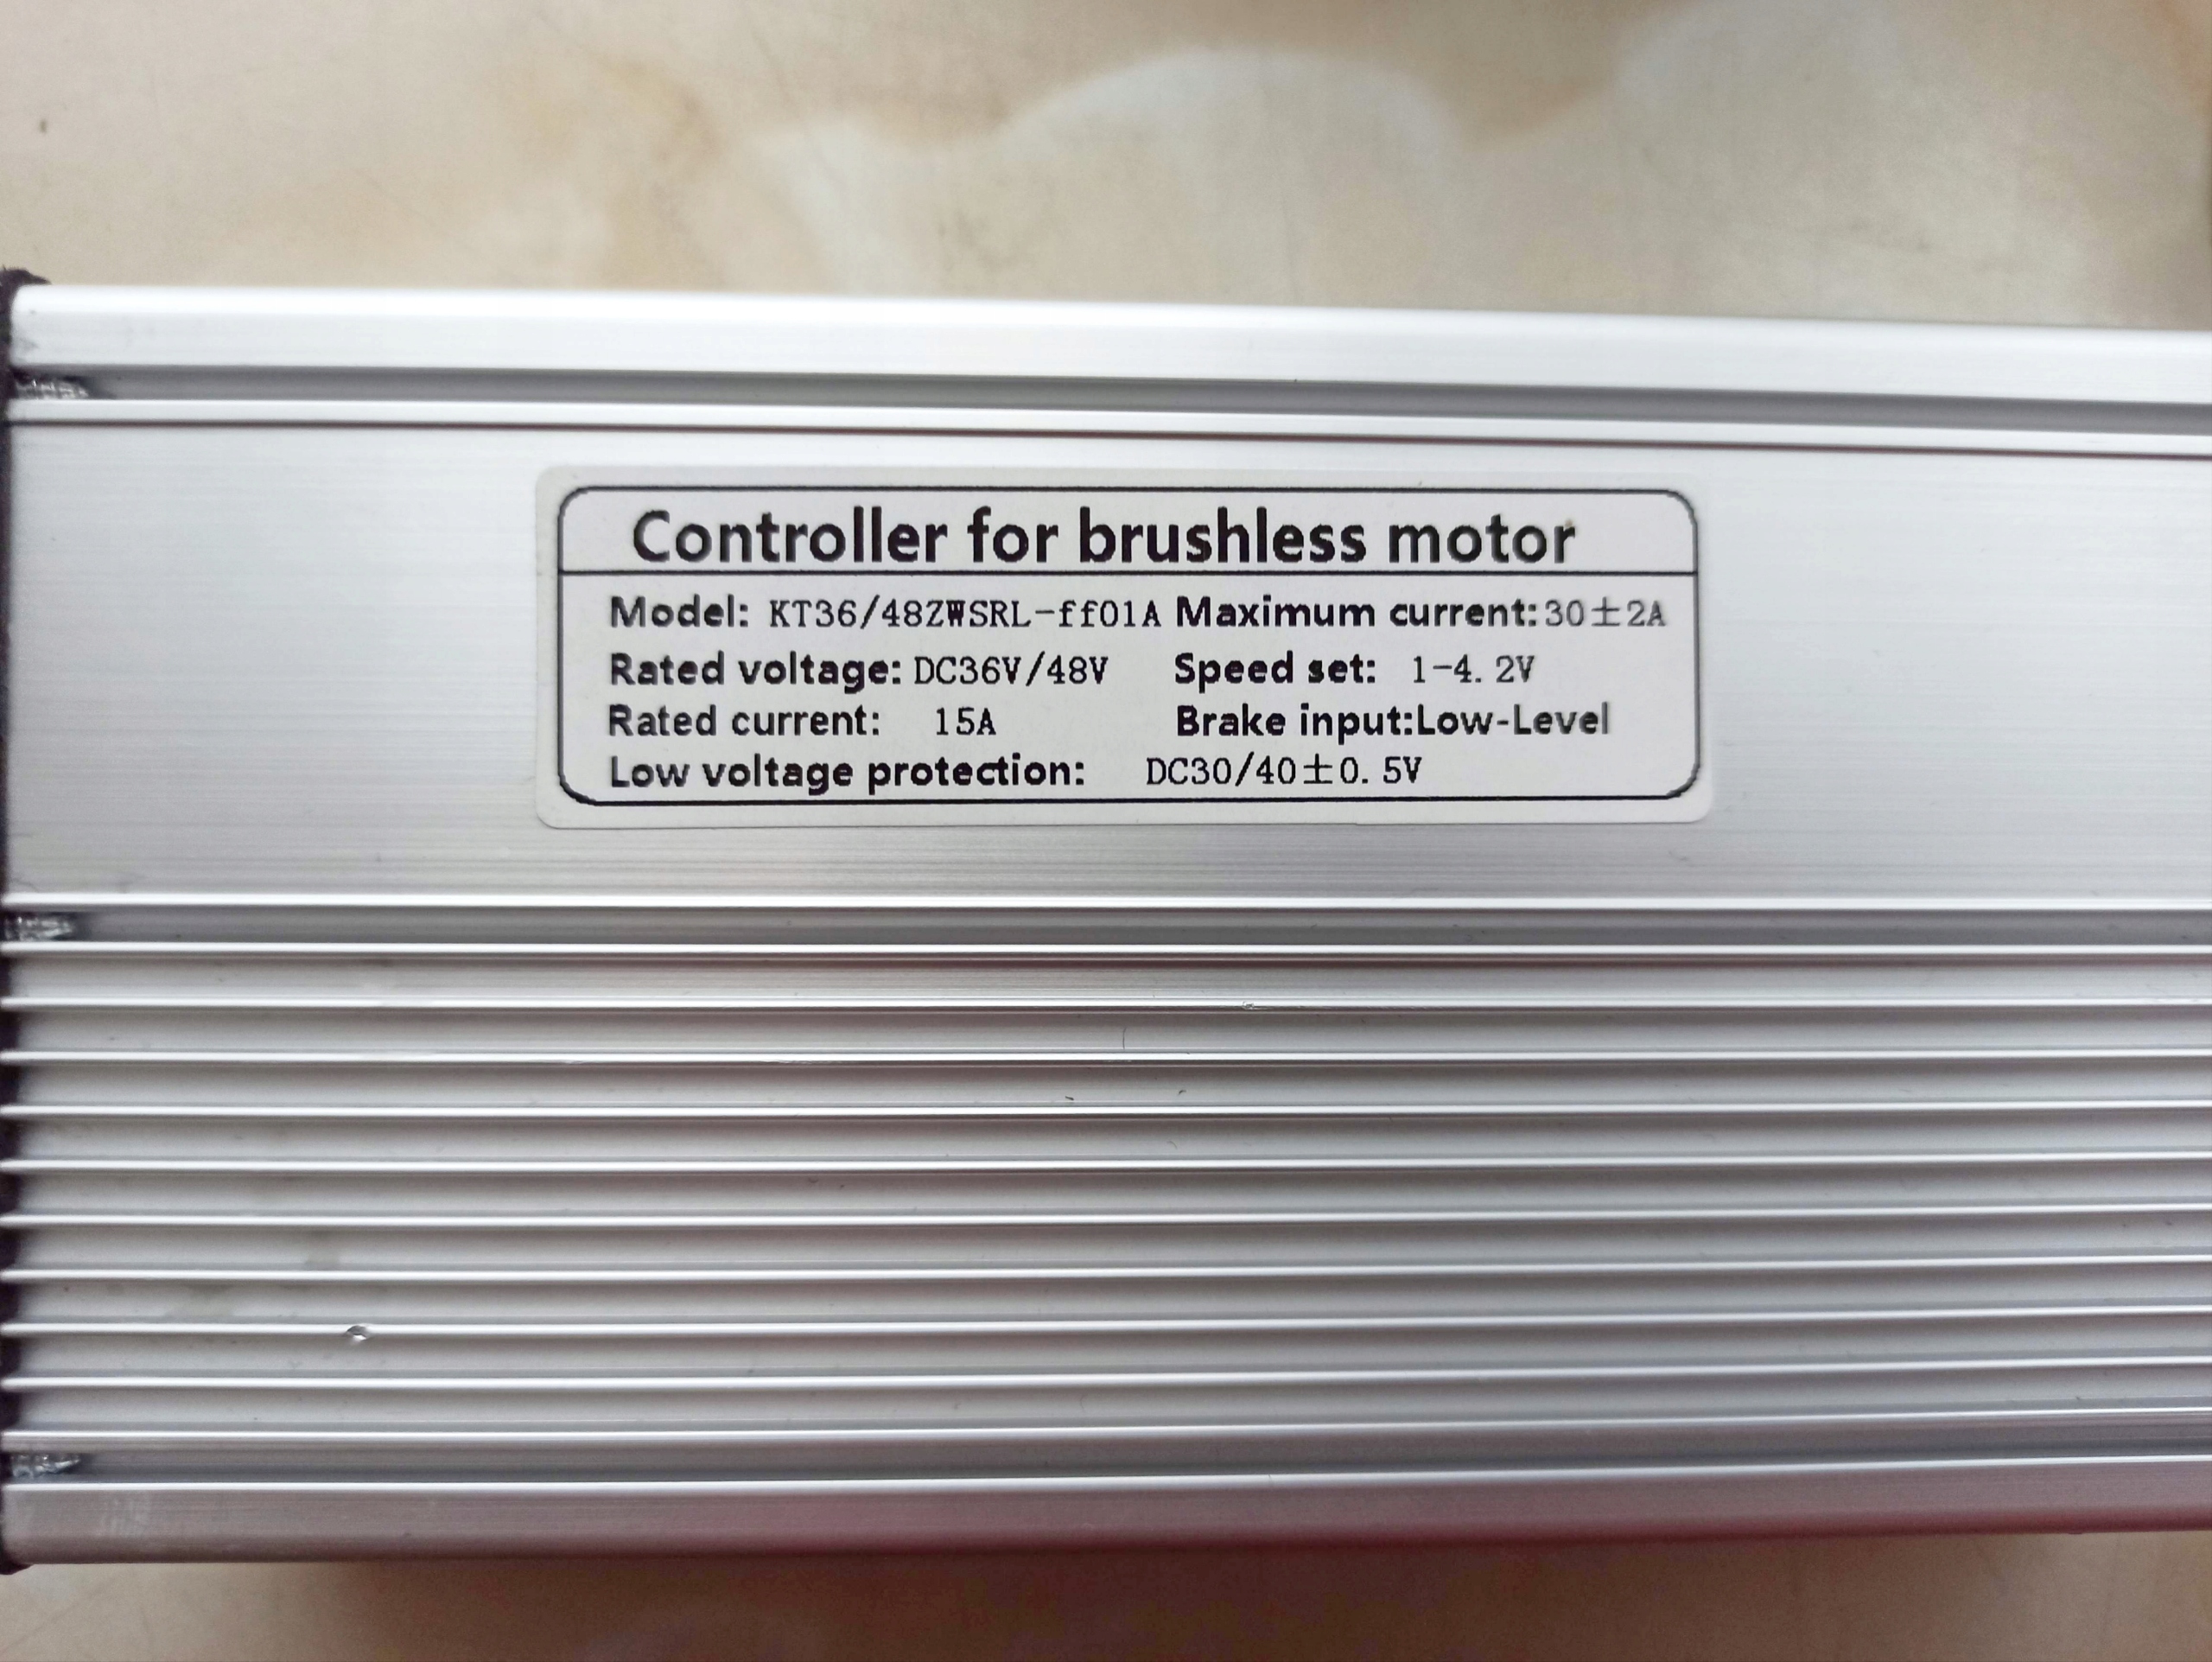 Controller for brushless motor
Model: KT36/48ZWSRL-ff01A Maximum current:30±2A
Rated voltage: DC36V/48V Speed set: 1-4.2V
Rated current: 15A Brake input:Low-Level
Low voltage protection: DC30/40±0.5V